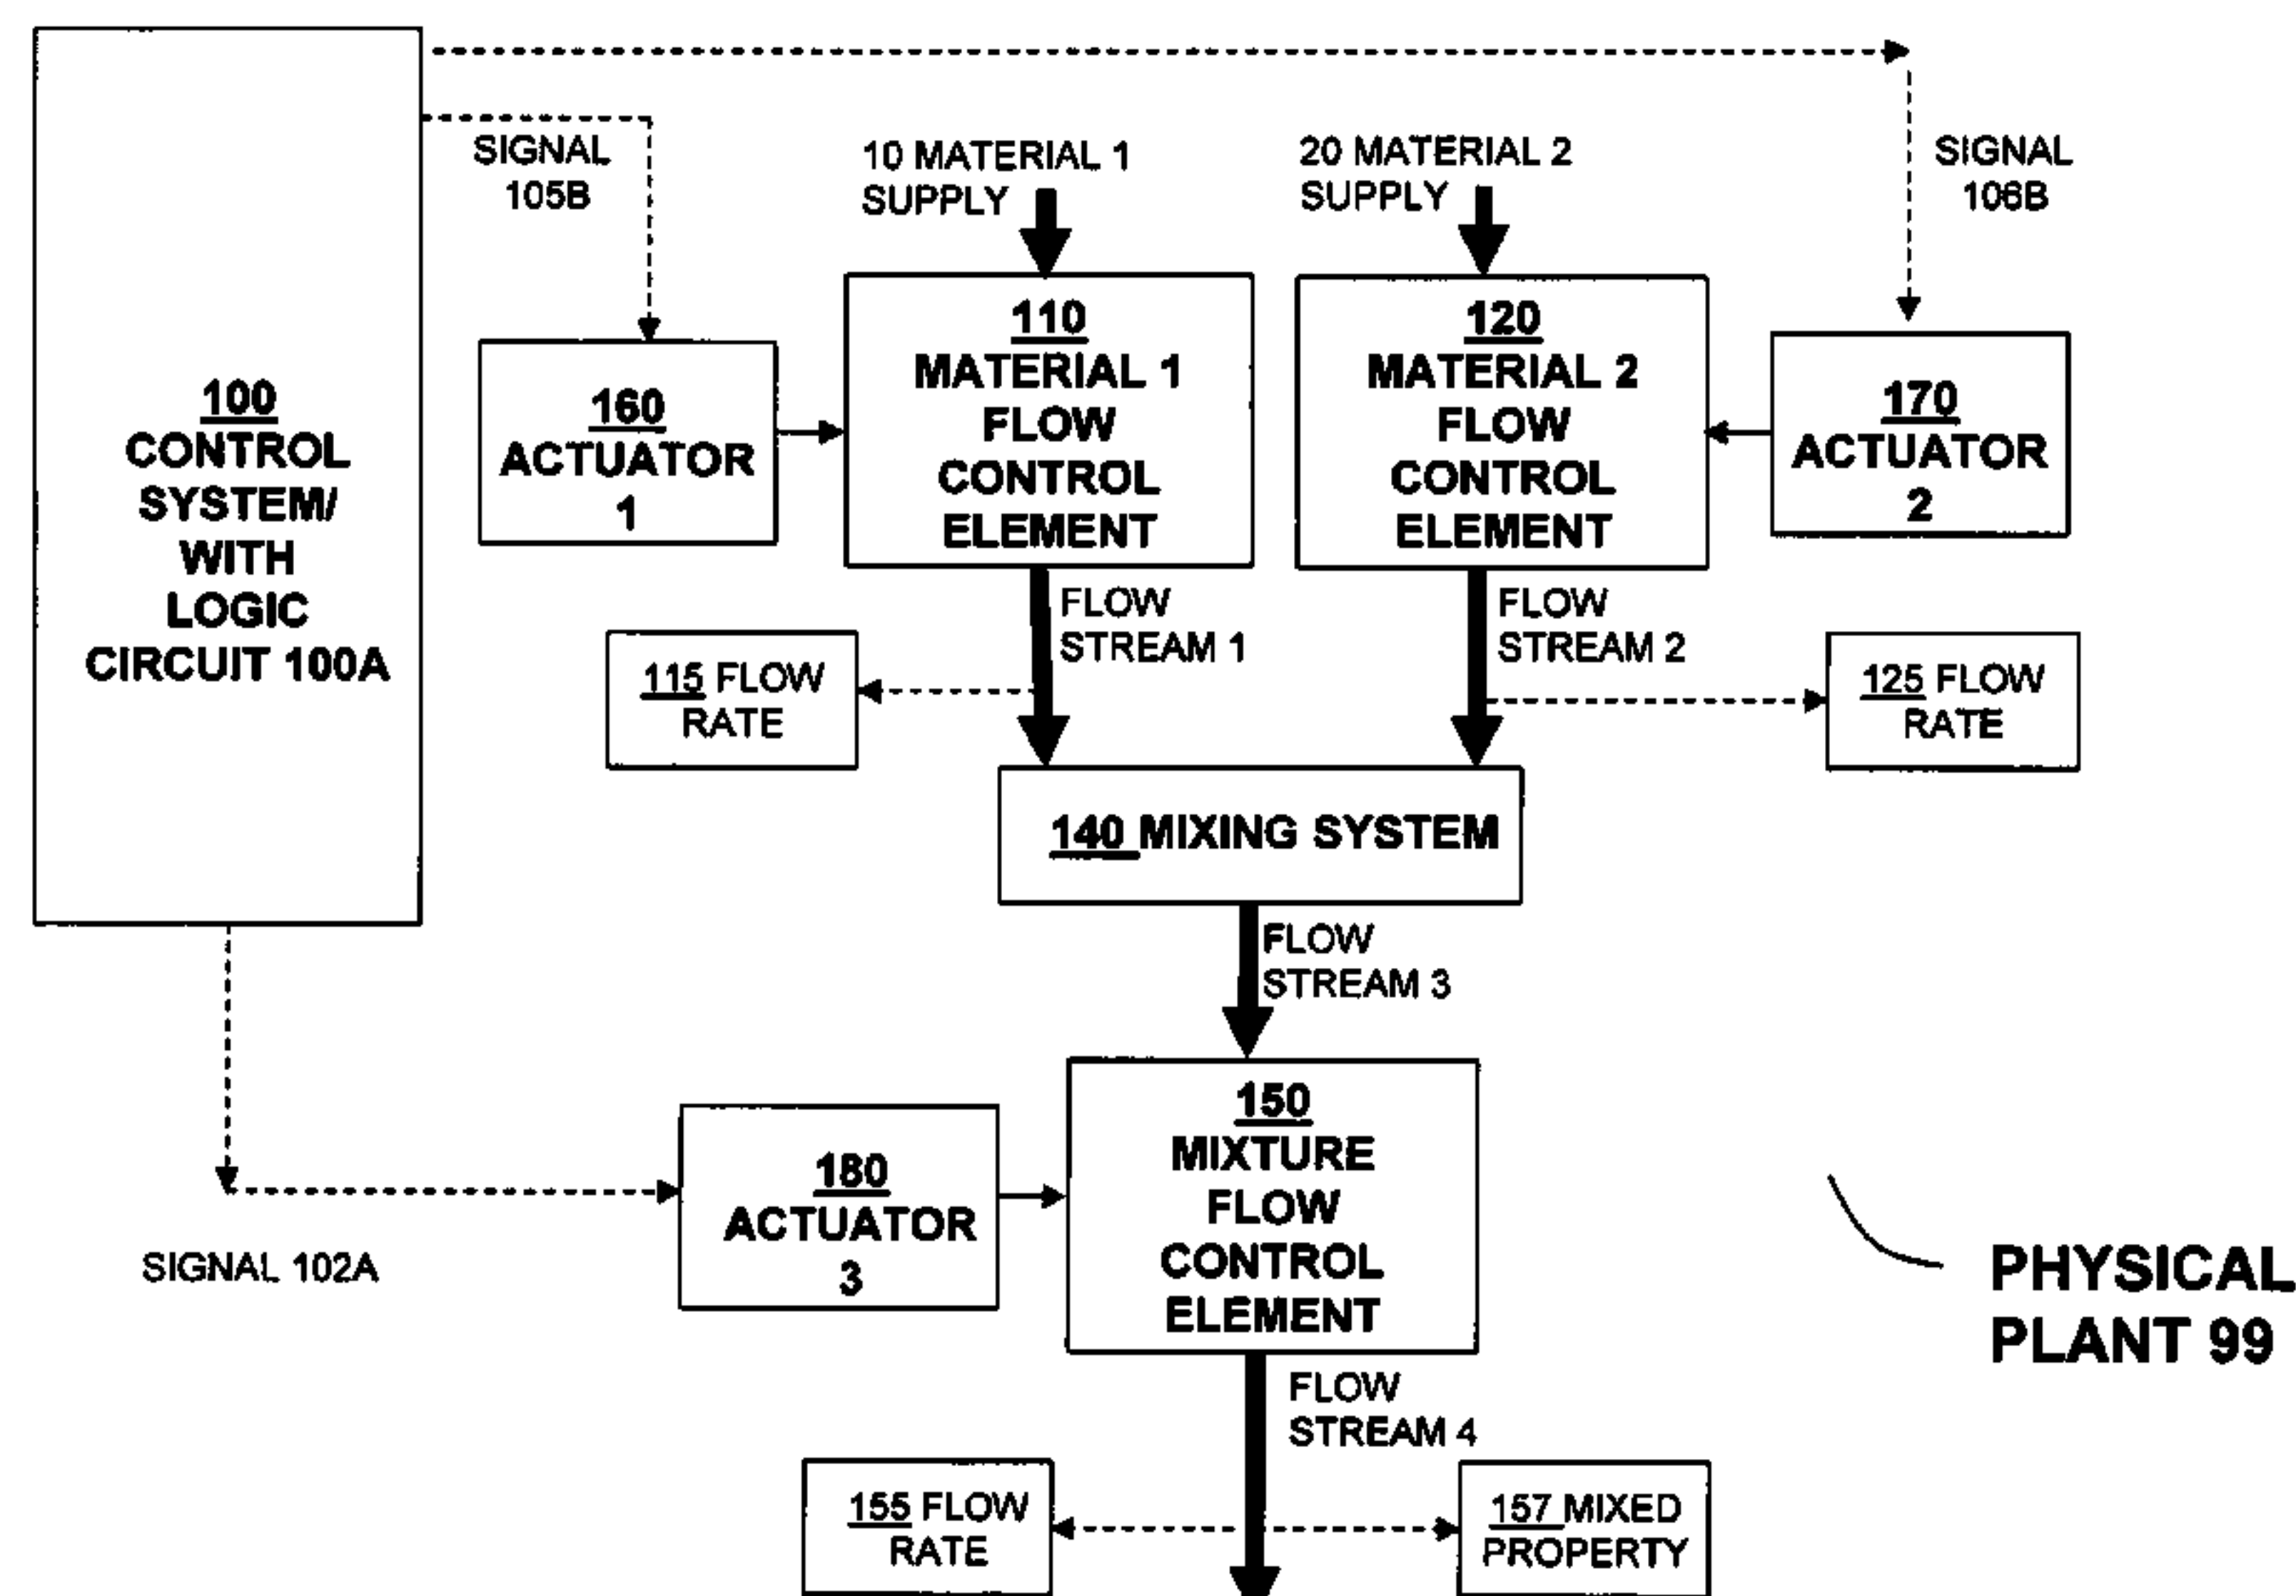 100
CONTROL
SYSTEM/
WITH
LOGIC
CIRCUIT 100A
SIGNAL
105B
10 MATERIAL 1
SUPPLY
20 MATERIAL 2
SUPPLY
SIGNAL
106B
160
ACTUATOR
1
110
MATERIAL 1
FLOW
CONTROL
ELEMENT
120
MATERIAL 2
FLOW
CONTROL
ELEMENT
170
ACTUATOR
2
FLOW
STREAM 1
FLOW
STREAM 2
115 FLOW
RATE
125 FLOW
RATE
140 MIXING SYSTEM
FLOW
STREAM 3
SIGNAL 102A
180
ACTUATOR
3
150
MIXTURE
FLOW
CONTROL
ELEMENT
PHYSICAL
PLANT 99
FLOW
STREAM 4
155 FLOW
RATE
157 MIXED
PROPERTY